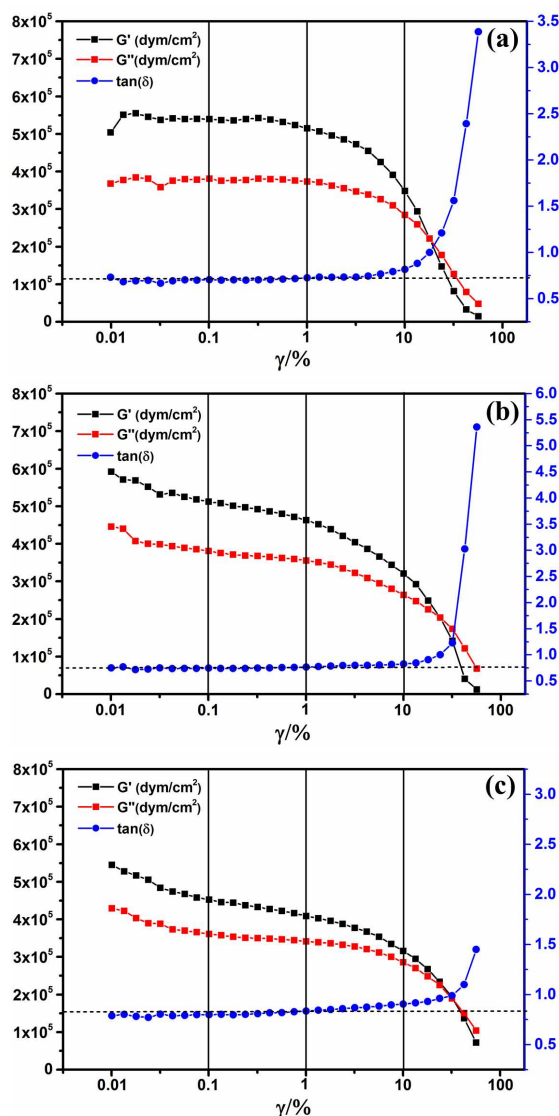 (a)
G' (dym/cm²)
G''(dym/cm²)
tan(δ)
8x10⁵
7x10⁵
6x10⁵
5x10⁵
4x10⁵
3x10⁵
2x10⁵
1x10⁵
0
3.5
3.0
2.5
2.0
1.5
1.0
0.5
0.01 0.1 1 10 100
γ/%
(b)
G' (dym/cm²)
G''(dym/cm²)
tan(δ)
8x10⁵
7x10⁵
6x10⁵
5x10⁵
4x10⁵
3x10⁵
2x10⁵
1x10⁵
0
6.0
5.5
5.0
4.5
4.0
3.5
3.0
2.5
2.0
1.5
1.0
0.5
0.01 0.1 1 10 100
γ/%
(c)
G' (dym/cm²)
G''(dym/cm²)
tan(δ)
8x10⁵
7x10⁵
6x10⁵
5x10⁵
4x10⁵
3x10⁵
2x10⁵
1x10⁵
0
3.0
2.5
2.0
1.5
1.0
0.5
0.01 0.1 1 10 100
γ/%